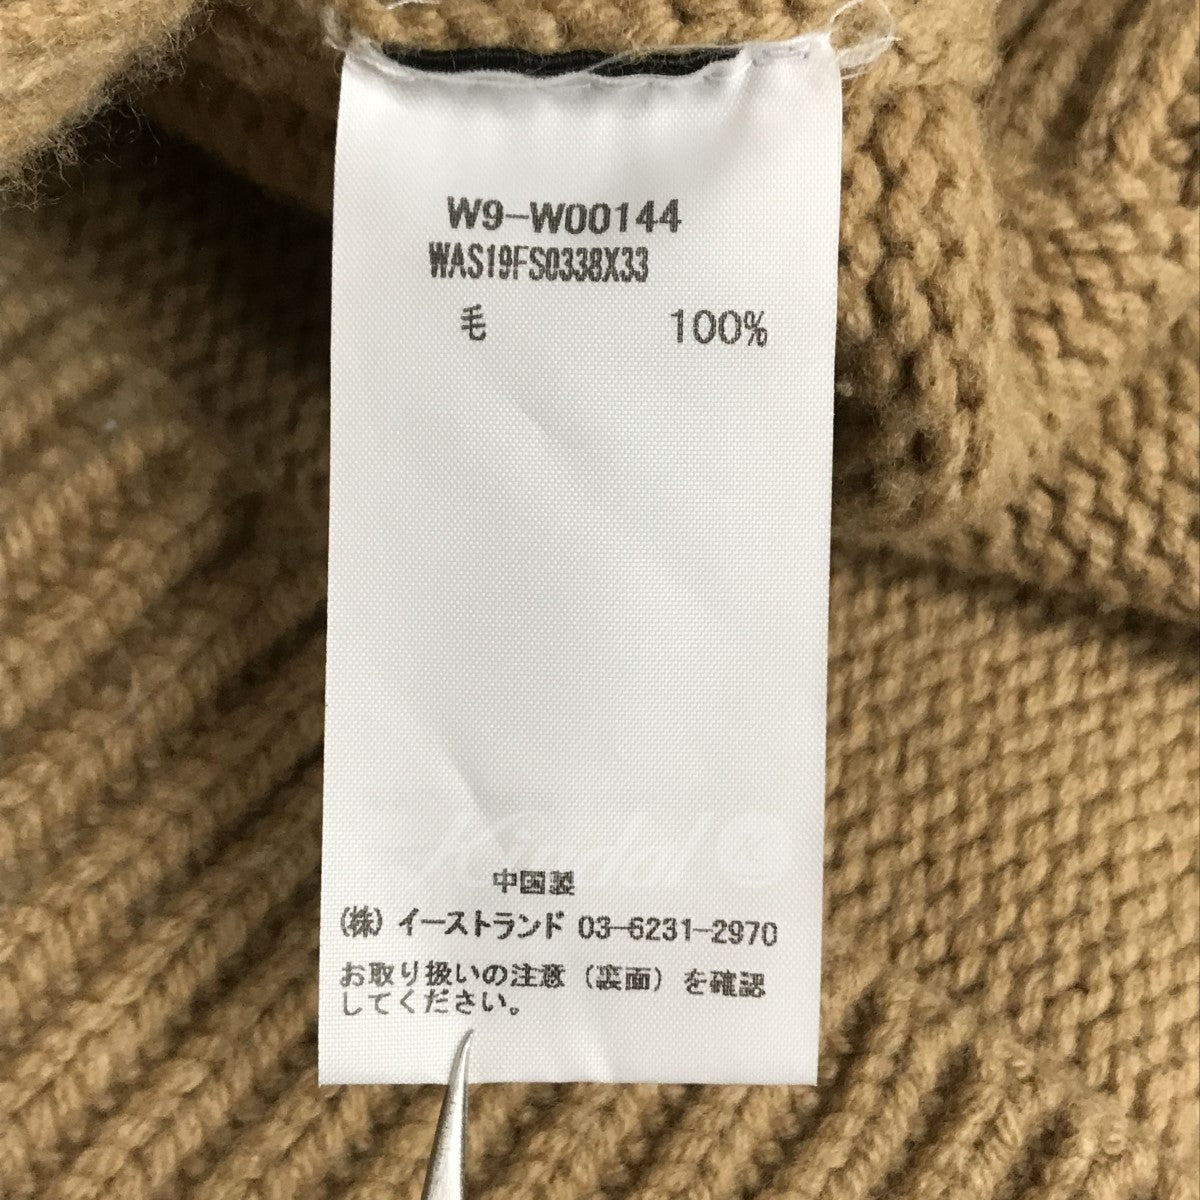 W9-W00144
WAS19FS0338X33
毛 100%
中国製
(株) イーストランド 03-6231-2970
お取り扱いの注意 (裏面) を確認
してください。